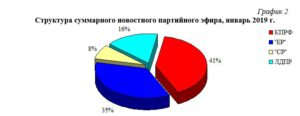 График 2
Структура суммарного новостного партийного эфира, январь 2019 г.
16%
8%
35%
41%
КПРФ
"ЕР"
"СР"
ЛДПР